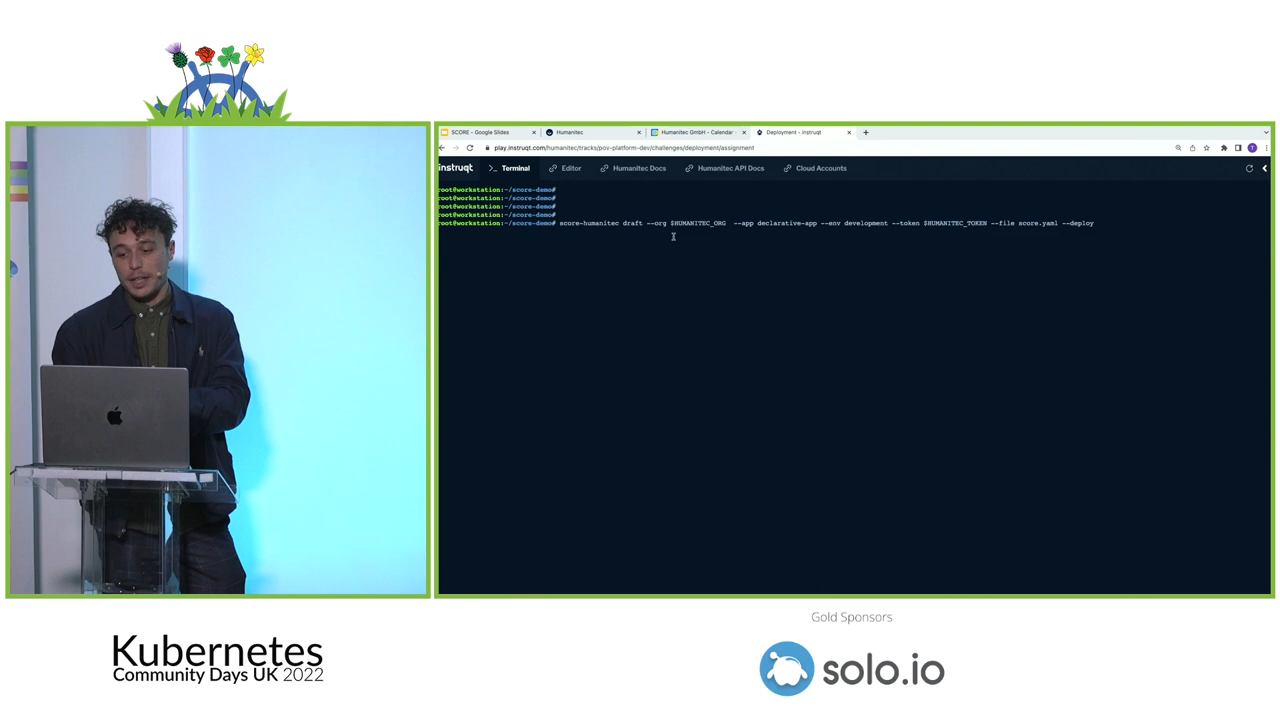 SCORE - Google Slides
Humanitec
Humanitec GmbH - Calendar -
Deployment - Instruqt
play.instruqt.com/humanitec/tracks/pov-platform-dev/challenges/deployment/assignment
T
instruqt
>_ Terminal
Editor
Humanitec Docs
Humanitec API Docs
Cloud Accounts
root@workstation:~/score-demo#
root@workstation:~/score-demo#
root@workstation:~/score-demo#
root@workstation:~/score-demo#
root@workstation:~/score-demo# score-humanitec draft --org $HUMANITEC_ORG --app declarative-app --env development --token $HUMANITEC_TOKEN --file score.yaml --deploy
Gold Sponsors
Kubernetes
Community Days UK 2022
solo.io